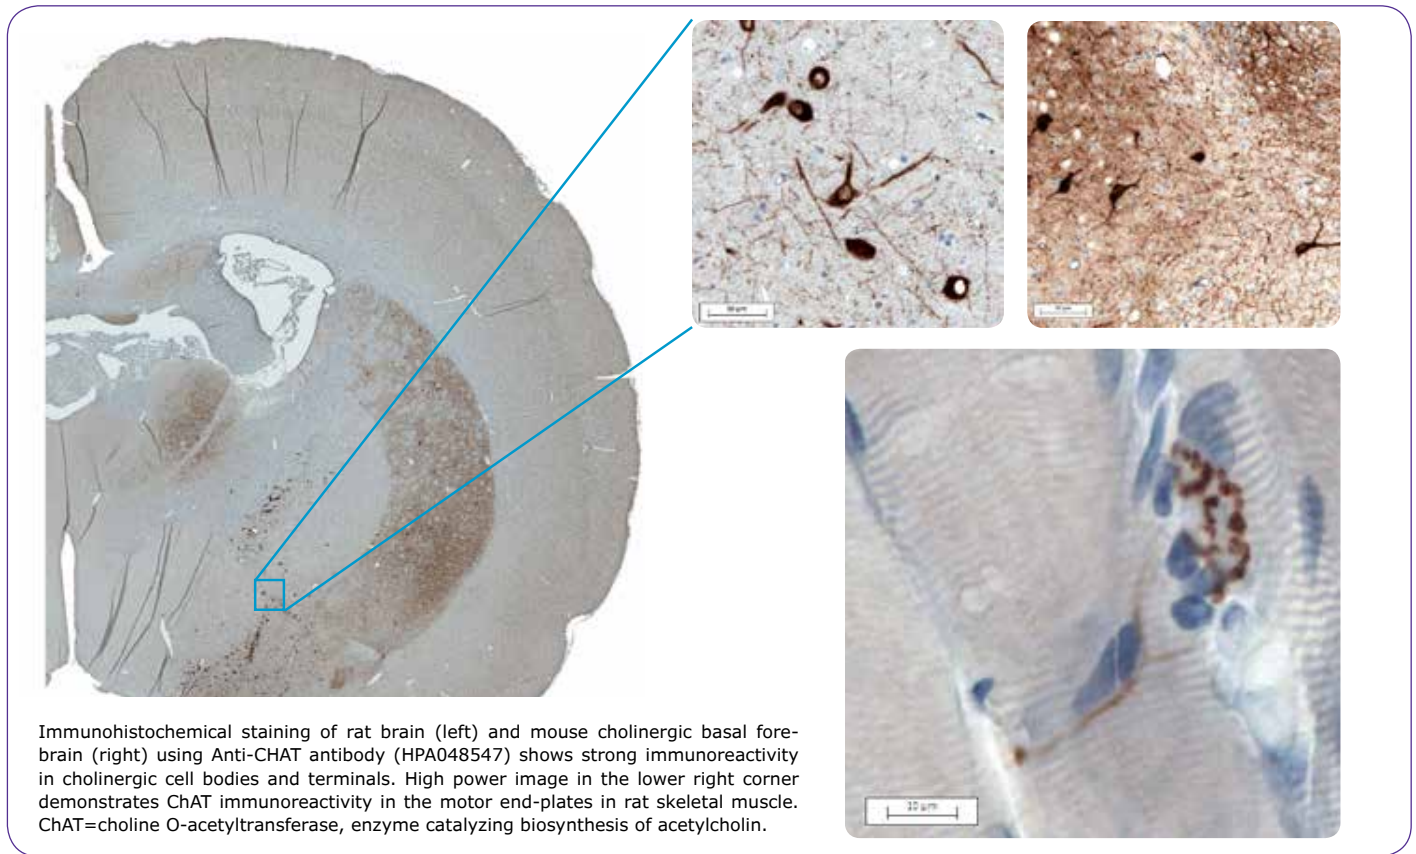 10 µm
Immunohistochemical staining of rat brain (left) and mouse cholinergic basal fore-
brain (right) using Anti-CHAT antibody (HPA048547) shows strong immunoreactivity
in cholinergic cell bodies and terminals. High power image in the lower right corner
demonstrates ChAT immunoreactivity in the motor end-plates in rat skeletal muscle.
ChAT=choline O-acetyltransferase, enzyme catalyzing biosynthesis of acetylcholin.